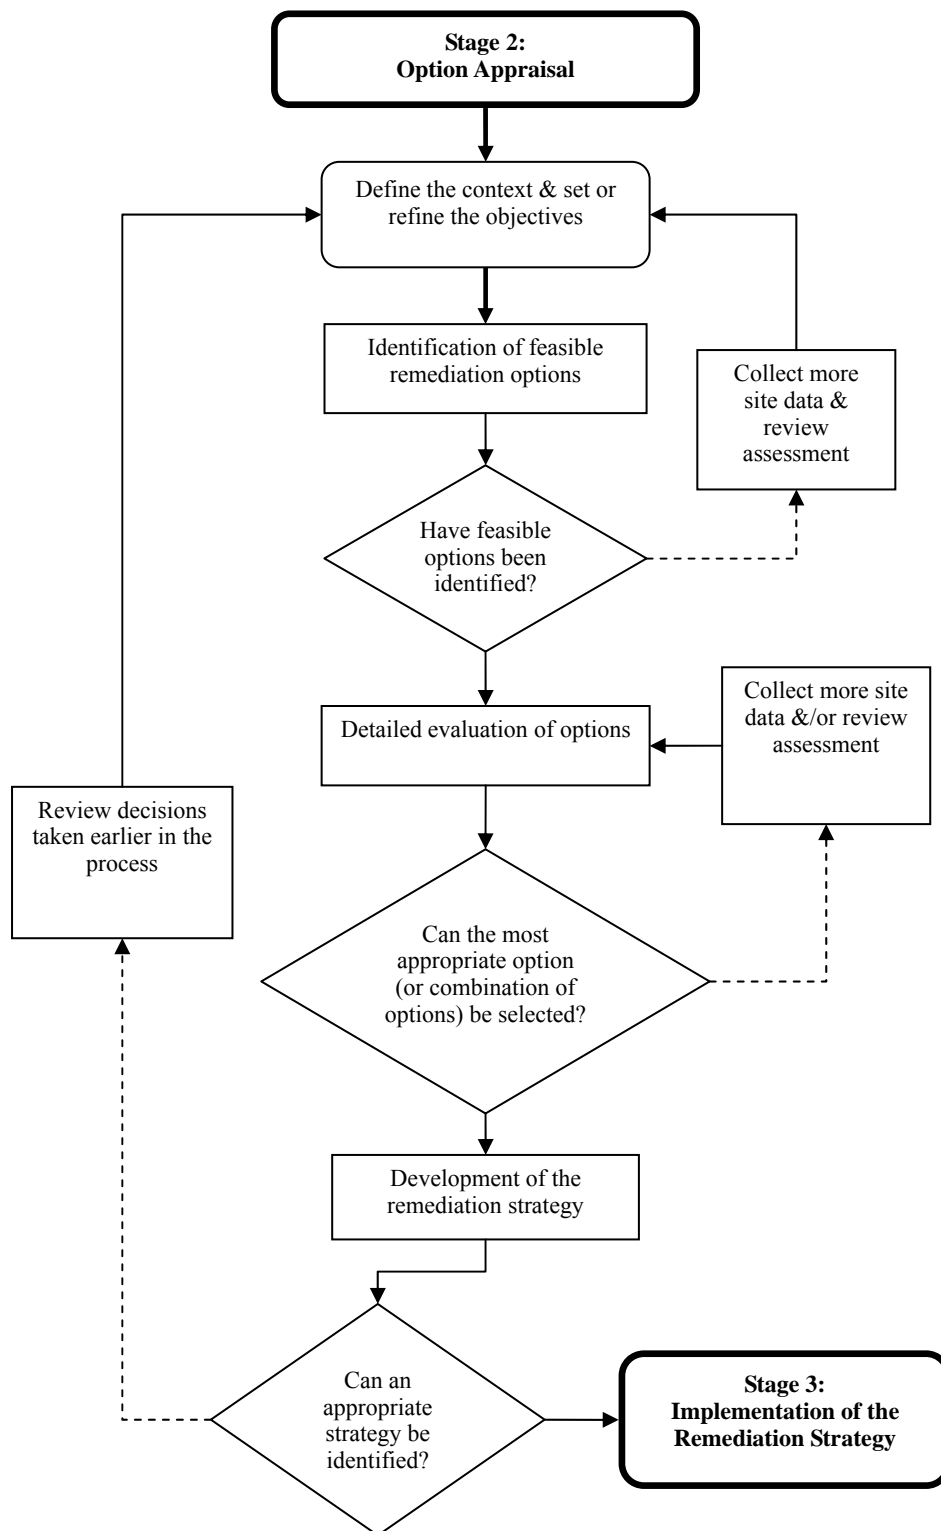 Stage 2:
Option Appraisal
Define the context & set or
refine the objectives
Identification of feasible
remediation options
Collect more
site data &
review
assessment
Have feasible
options been
identified?
Collect more site
data &/or review
assessment
Detailed evaluation of options
Review decisions
taken earlier in the
process
Can the most
appropriate option
(or combination of
options) be selected?
Development of the
remediation strategy
Can an
appropriate
strategy be
identified?
Stage 3:
Implementation of the
Remediation Strategy